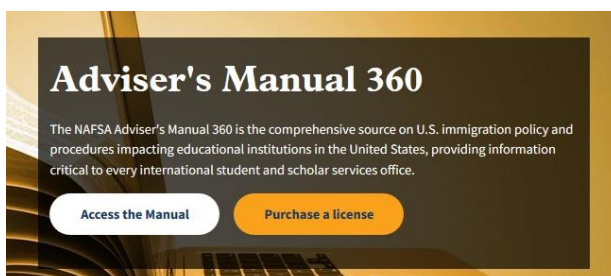 Adviser's Manual 360
The NAFSA Adviser's Manual 360 is the comprehensive source on U.S. immigration policy and
procedures impacting educational institutions in the United States, providing information
critical to every international student and scholar services office.
Access the Manual
Purchase a license